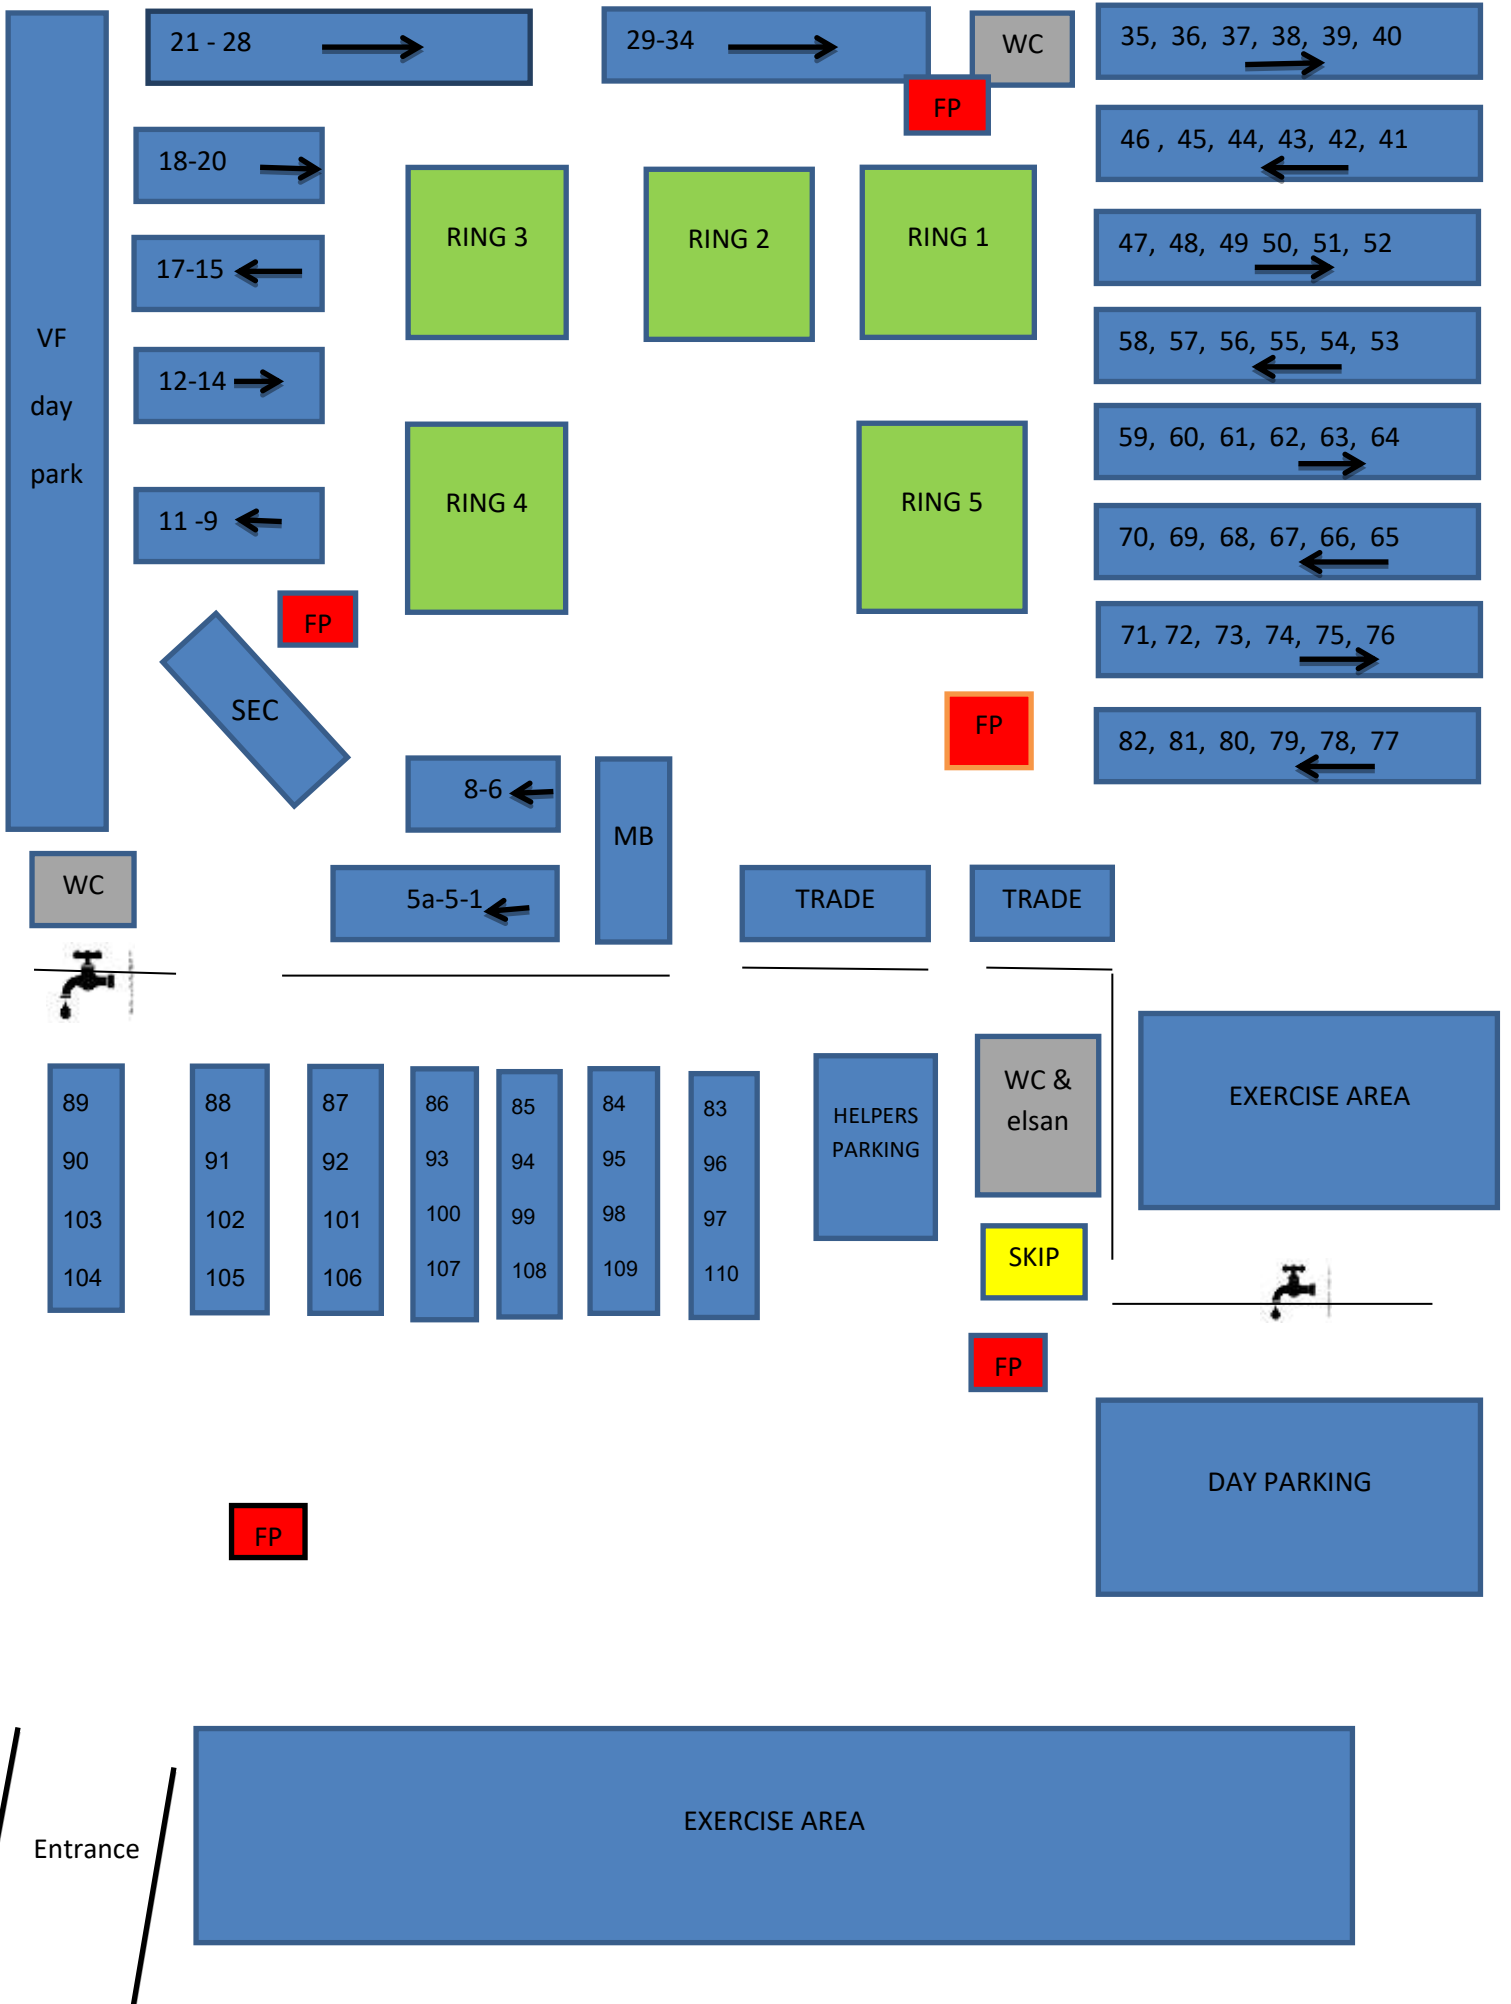 21 - 28
29-34
WC
35, 36, 37, 38, 39, 40
FP
18-20
46 , 45, 44, 43, 42, 41
RING 3
RING 2
RING 1
17-15
47, 48, 49 50, 51, 52
VF
day
park
12-14
58, 57, 56, 55, 54, 53
59, 60, 61, 62, 63, 64
RING 4
RING 5
11 -9
70, 69, 68, 67, 66, 65
FP
71, 72, 73, 74, 75, 76
SEC
FP
82, 81, 80, 79, 78, 77
8-6
MB
WC
5a-5-1
TRADE
TRADE
89
90
103
104
88
91
102
105
87
92
101
106
86
93
100
107
85
94
99
108
84
95
98
109
83
96
97
110
HELPERS
PARKING
WC &
elsan
EXERCISE AREA
SKIP
FP
DAY PARKING
FP
Entrance
EXERCISE AREA